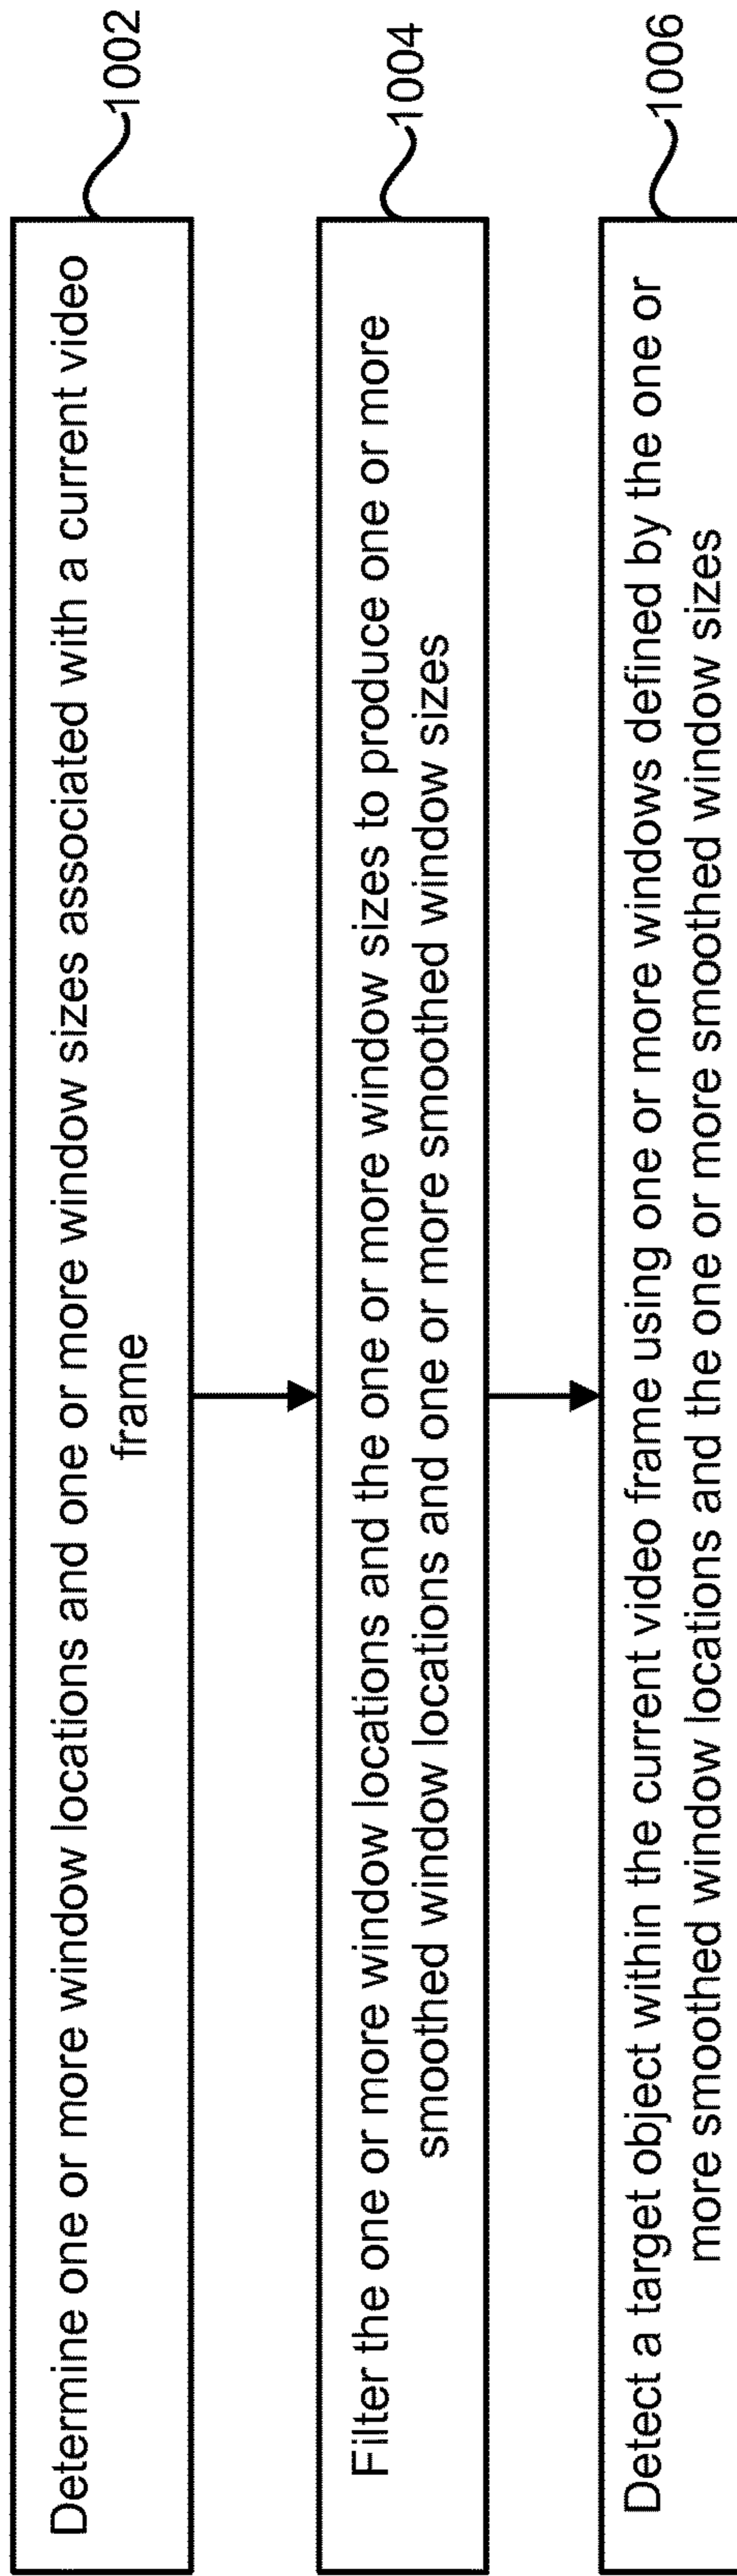 Determine one or more window locations and one or more window sizes associated with a current video
frame
1002
Filter the one or more window locations and the one or more window sizes to produce one or more
smoothed window locations and one or more smoothed window sizes
1004
Detect a target object within the current video frame using one or more windows defined by the one or
more smoothed window locations and the one or more smoothed window sizes
1006